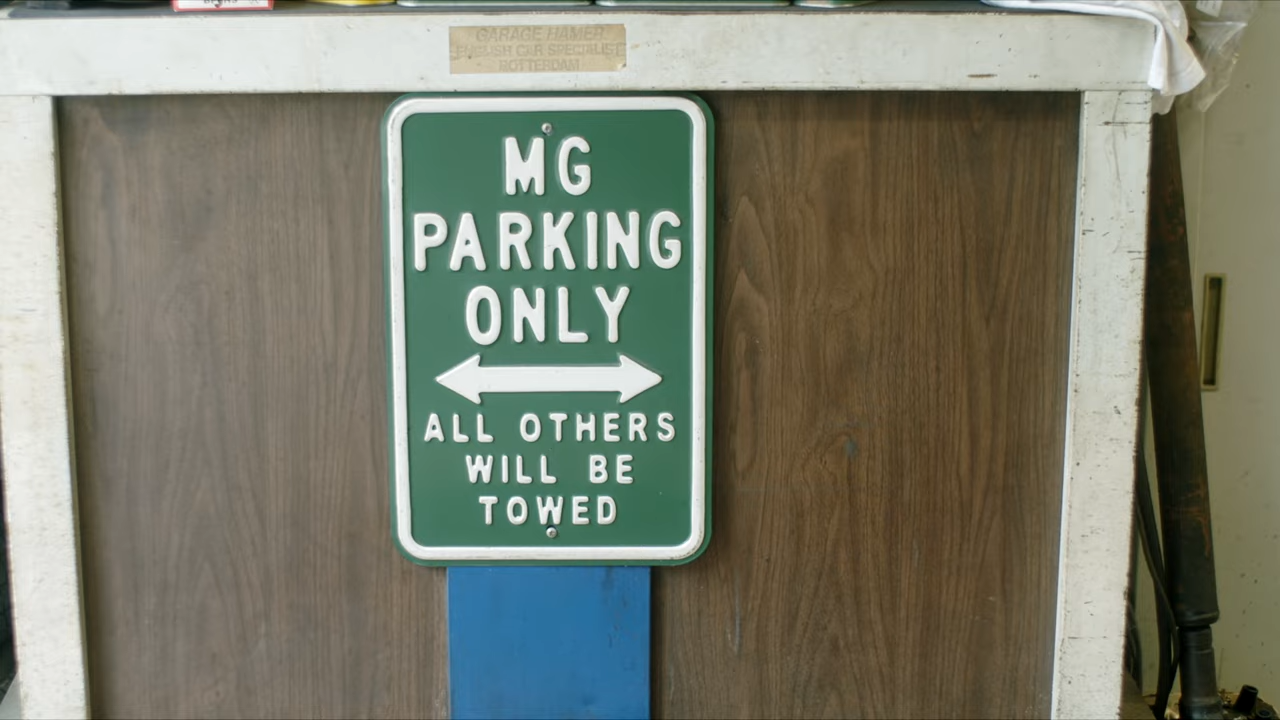 GARAGE HAMER
ENGLISH CAR SPECIALIST
ROTTERDAM
MG
PARKING
ONLY
ALL OTHERS
WILL BE
TOWED